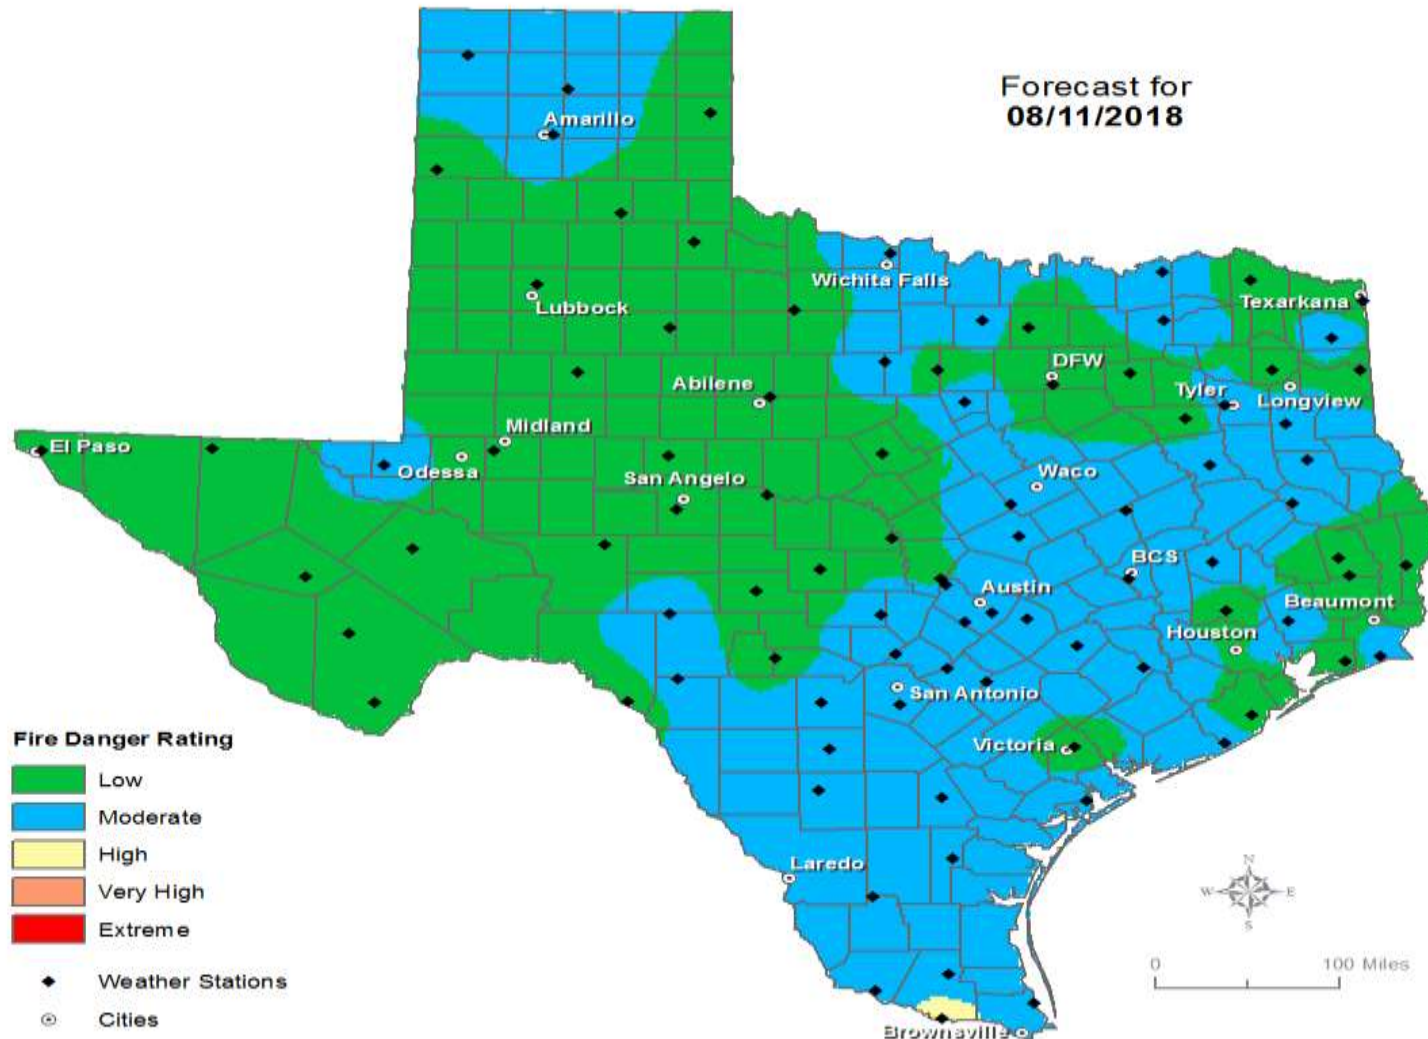 Forecast for
08/11/2018
Amarillo
Wichita Falls
Texarkana
Lubbock
DFW
Abilene
Tyler
Longview
Midland
El Paso
Odessa
San Angelo
Waco
BCS
Austin
Beaumont
Houston
San Antonio
Victoria
Laredo
Brownsville
Fire Danger Rating
Low
Moderate
High
Very High
Extreme
Weather Stations
Cities
N
W E
S
0 100 Miles